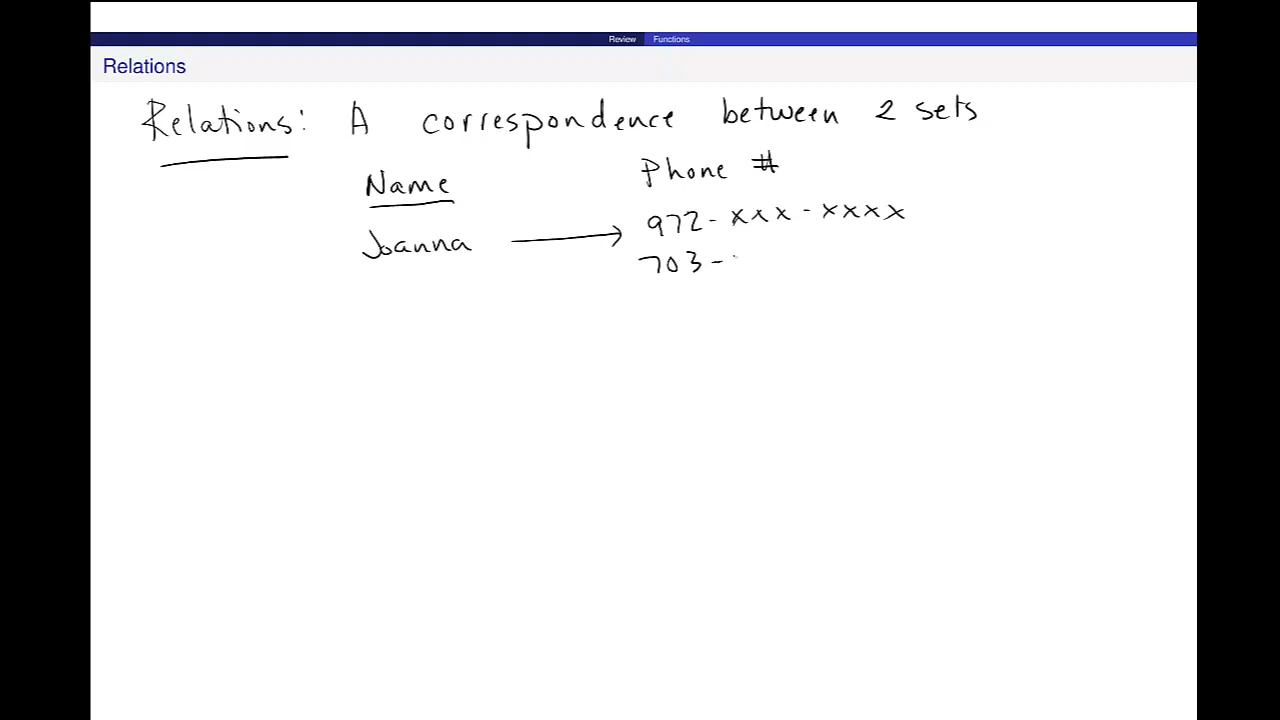 Review Functions
Relations
Relations: A correspondence between 2 sets
Name Phone #
Joanna → 972-xxx-xxxx
703-